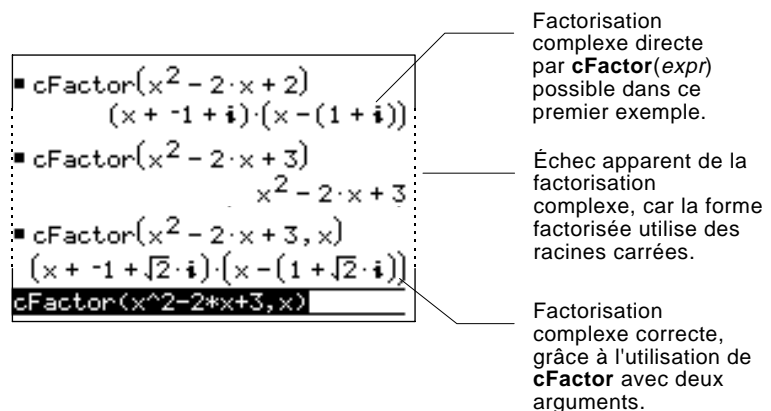 Factorisation
complexe directe
par cFactor(expr)
possible dans ce
premier exemple.
Échec apparent de la
factorisation
complexe, car la forme
factorisée utilise des
racines carrées.
Factorisation
complexe correcte,
grâce à l'utilisation de
cFactor avec deux
arguments.
▪ cFactor(x² − 2·x + 2)
(x + ⁻1 + i)·(x − (1 + i))
▪ cFactor(x² − 2·x + 3)
x² − 2·x + 3
▪ cFactor(x² − 2·x + 3, x)
(x + ⁻1 + √2·i)·(x − (1 + √2·i))
cFactor(x^2-2*x+3,x)